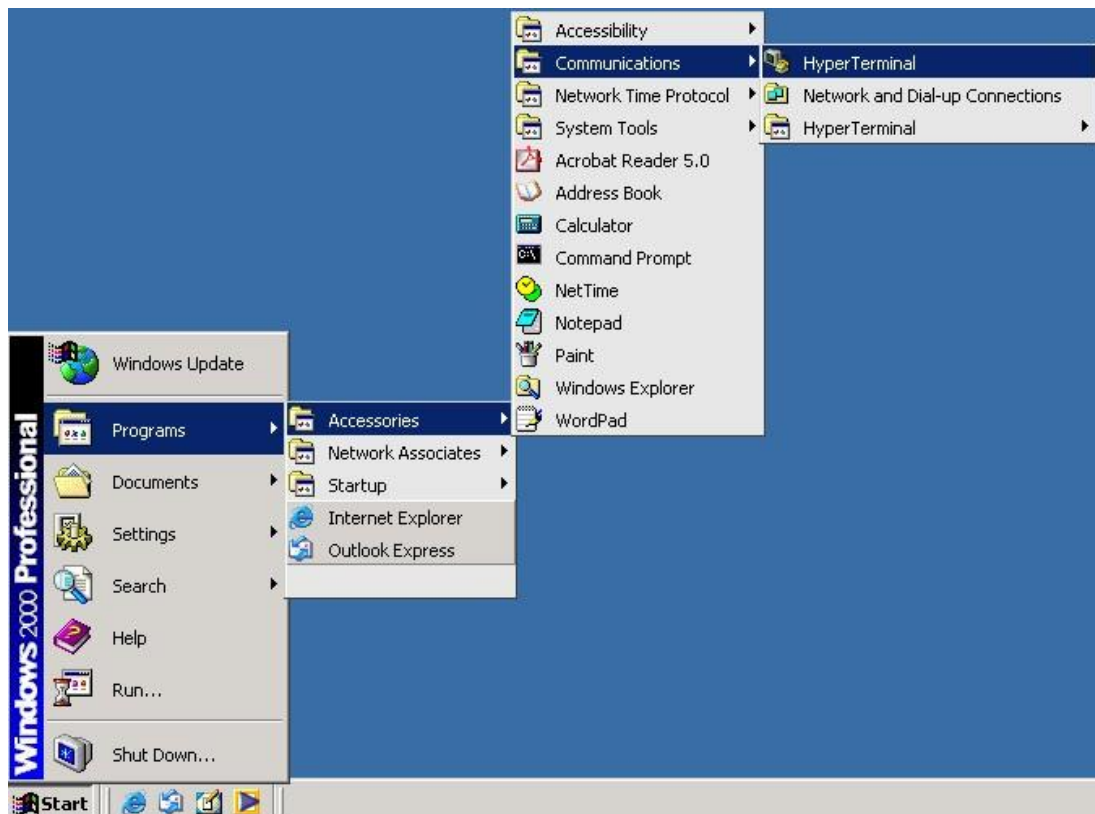 Accessibility
Communications
Network Time Protocol
System Tools
Acrobat Reader 5.0
Address Book
Calculator
Command Prompt
NetTime
Notepad
Paint
Windows Explorer
WordPad
HyperTerminal
Network and Dial-up Connections
HyperTerminal
Windows Update
Programs
Documents
Settings
Search
Help
Run...
Shut Down...
Accessories
Network Associates
Startup
Internet Explorer
Outlook Express
Windows 2000 Professional
Start